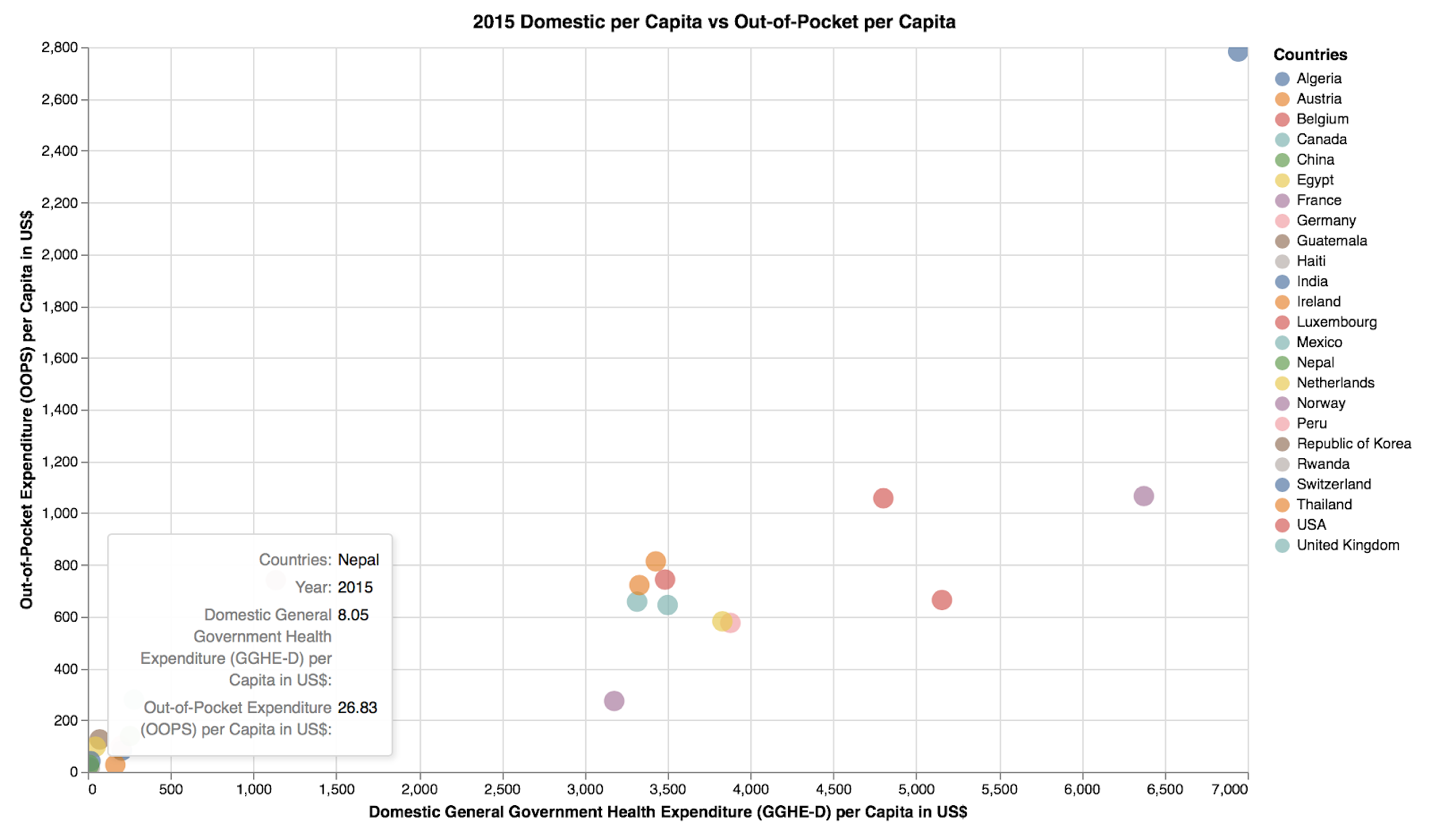 2015 Domestic per Capita vs Out-of-Pocket per Capita
2,800
2,600
2,400
2,200
2,000
1,800
1,600
1,400
1,200
1,000
800
600
400
200
0
Out-of-Pocket Expenditure (OOPS) per Capita in US$
0 500 1,000 1,500 2,000 2,500 3,000 3,500 4,000 4,500 5,000 5,500 6,000 6,500 7,000
Domestic General Government Health Expenditure (GGHE-D) per Capita in US$
Countries: Nepal
Year: 2015
Domestic General 8.05
Government Health
Expenditure (GGHE-D) per
Capita in US$:
Out-of-Pocket Expenditure 26.83
(OOPS) per Capita in US$:
Countries
Algeria
Austria
Belgium
Canada
China
Egypt
France
Germany
Guatemala
Haiti
India
Ireland
Luxembourg
Mexico
Nepal
Netherlands
Norway
Peru
Republic of Korea
Rwanda
Switzerland
Thailand
USA
United Kingdom